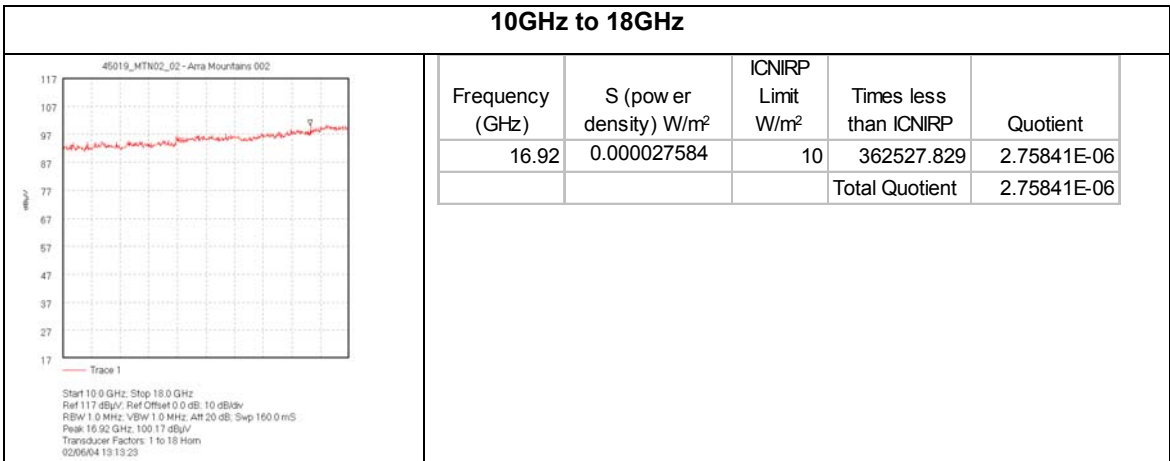 10GHz to 18GHz
45019_MTN02_02 - Arra Mountains 002
117
107
97
87
77
67
57
47
37
27
17
dBµV
Trace 1
Start 10.0 GHz; Stop 18.0 GHz
Ref 117 dBµV; Ref Offset 0.0 dB; 10 dB/div
RBW 1.0 MHz; VBW 1.0 MHz; Att 20 dB; Swp 160.0 mS
Peak 16.92 GHz, 100.17 dBµV
Transducer Factors: 1 to 18 Horn
02/06/04 13:13:23
Frequency (GHz) S (pow er density) W/m² ICNIRP Limit W/m² Times less than ICNIRP Quotient
16.92 0.000027584 10 362527.829 2.75841E-06
Total Quotient 2.75841E-06